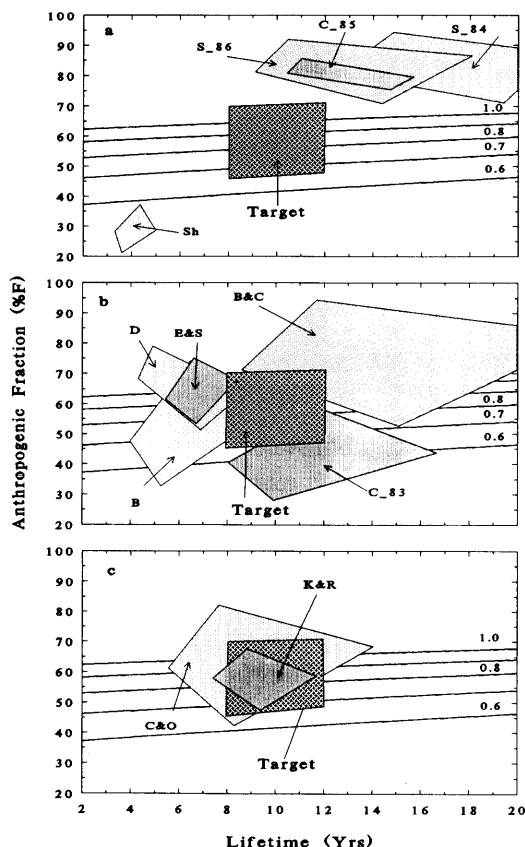 100
90
80
70
60
50
40
30
20
a
S_86
C_85
S_84
1.0
0.8
0.7
0.6
Target
Sh
Anthropogenic Fraction (%F)
100
90
80
70
60
50
40
30
20
b
D
E&S
B&C
0.8
0.7
0.6
B
Target
C_83
100
90
80
70
60
50
40
30
20
c
K&R
1.0
0.8
0.6
C&O
Target
2 4 6 8 10 12 14 16 18 20
Lifetime (Yrs)